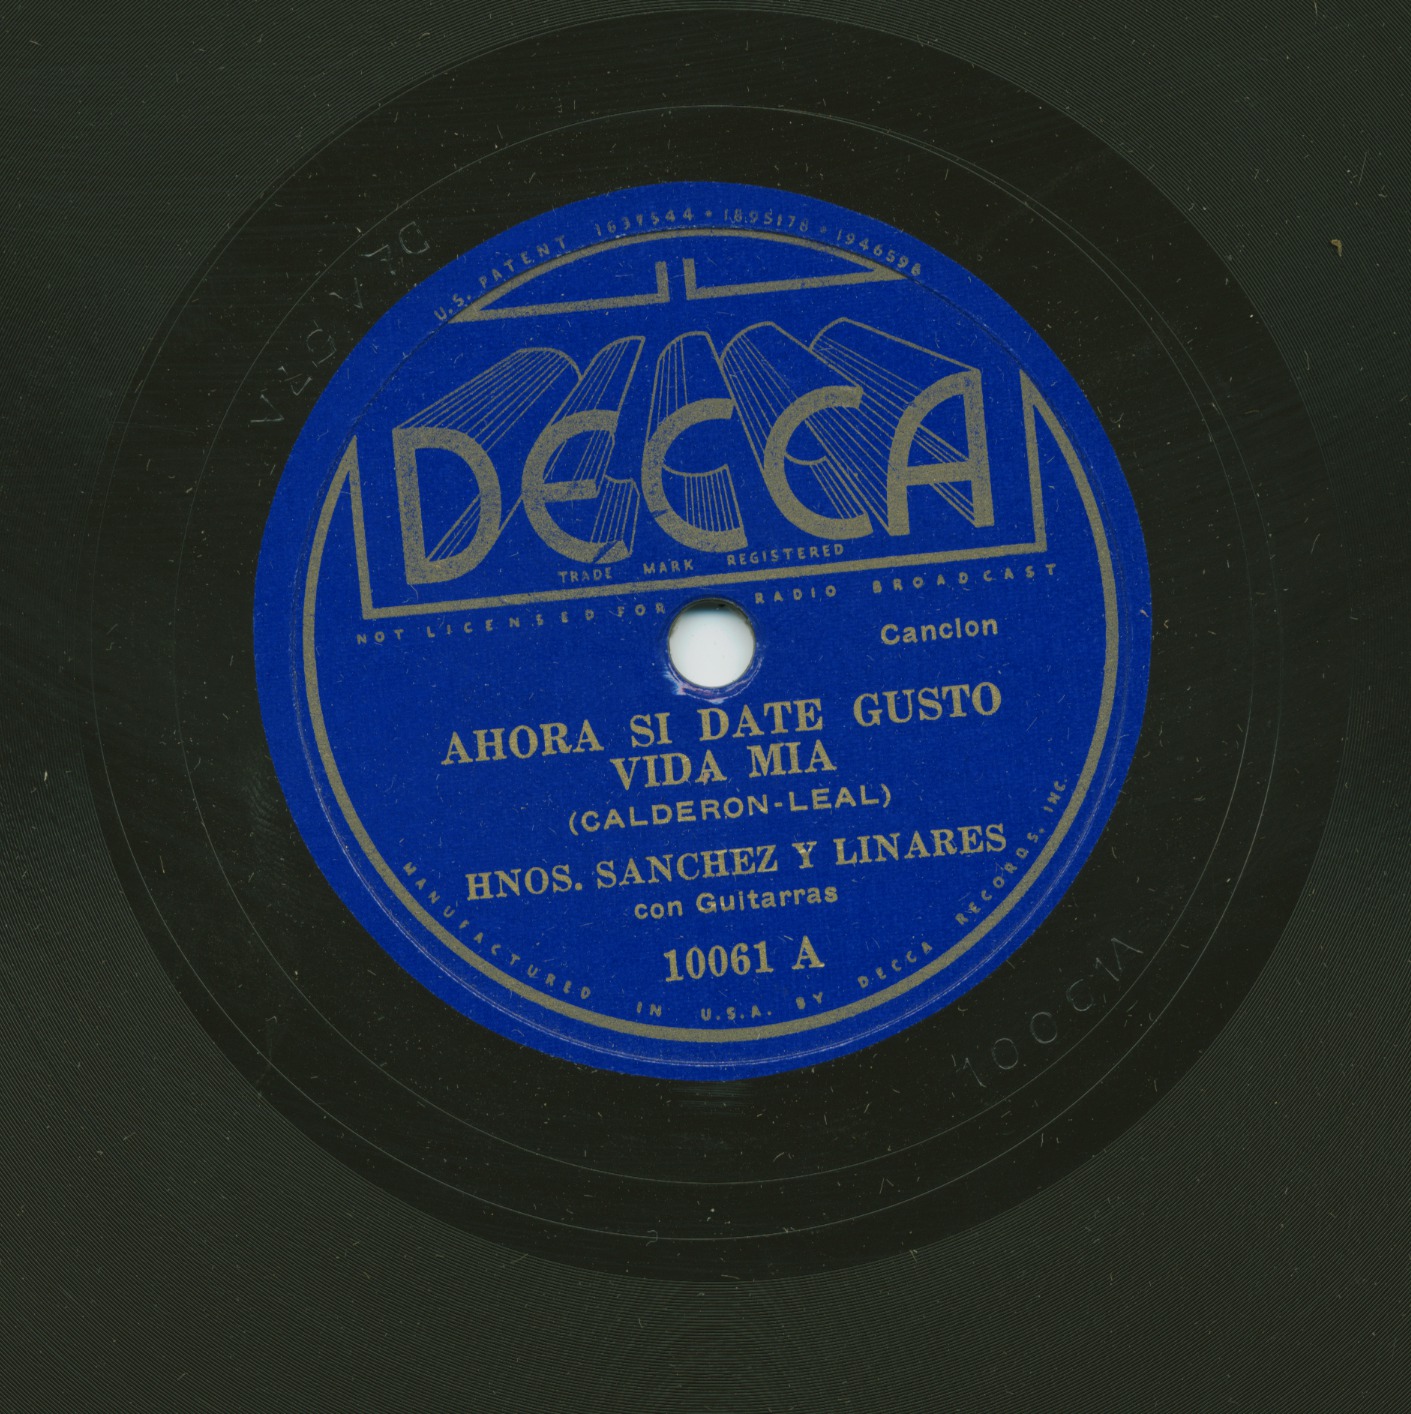 U.S. PATENT 1637544 • 1895178 • 1946598
DECCA
TRADE MARK REGISTERED
NOT LICENSED FOR RADIO BROADCAST
Cancion
AHORA SI DATE GUSTO
VIDA MIA
(CALDERON-LEAL)
HNOS. SANCHEZ Y LINARES
con Guitarras
10061 A
MANUFACTURED IN U.S.A. BY DECCA RECORDS, INC.
10061A